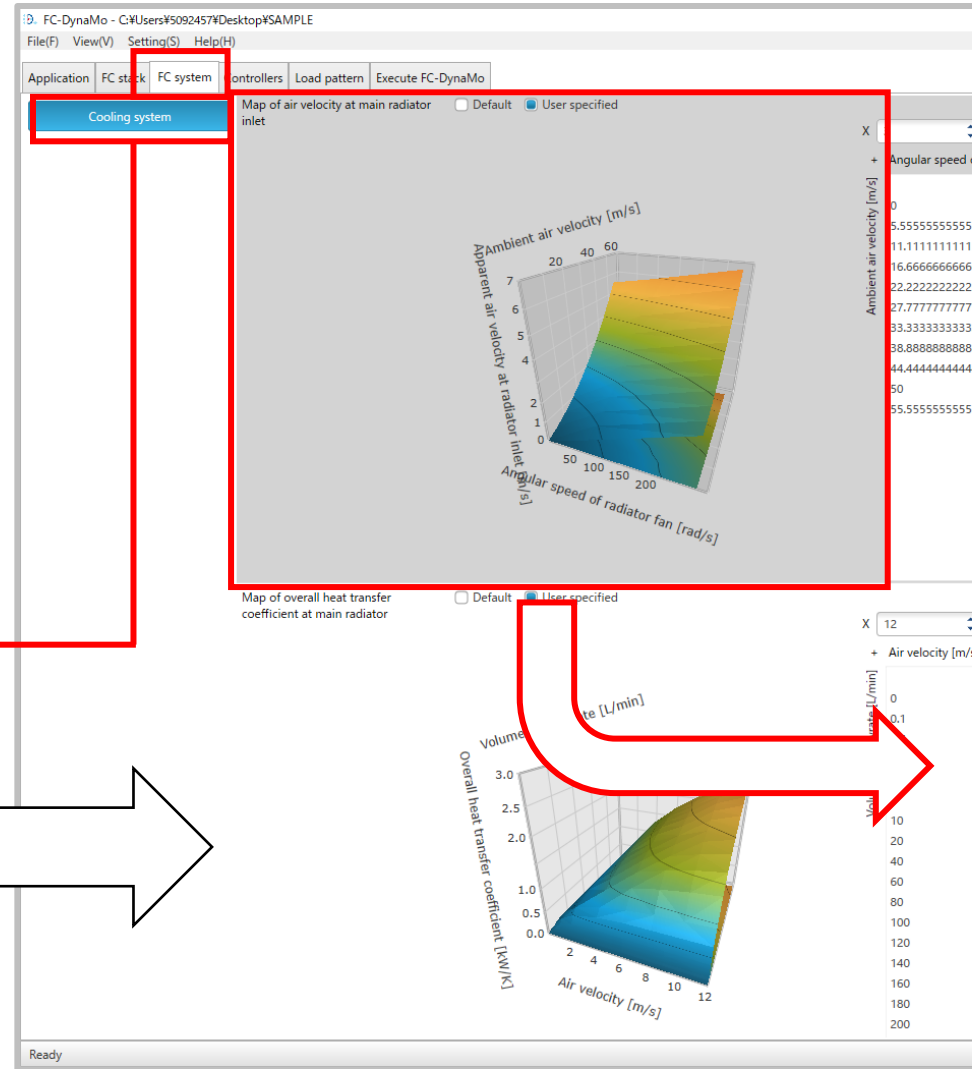 FC-DynaMo - C:¥Users¥5092457¥Desktop¥SAMPLE
File(F) View(V) Setting(S) Help(H)
Application FC stack FC system Controllers Load pattern Execute FC-DynaMo
Cooling system
Map of air velocity at main radiator
inlet
Default User specified
X
+ Angular speed
Ambient air velocity [m/s]
0
5.55555555555
11.1111111111
16.6666666666
22.2222222222
27.7777777777
33.3333333333
38.8888888888
44.4444444444
50
55.5555555555
Ambient air velocity [m/s]
20 40 60
Apparent air velocity at radiator inlet [m/s]
7
6
5
4
2
1
0
50 100 150 200
Angular speed of radiator fan [rad/s]
Map of overall heat transfer
coefficient at main radiator
Default User specified
X 12
+ Air velocity [m/s
[L/min]
0
0.1
10
20
40
60
80
100
120
140
160
180
200
Volume [L/min]
Overall heat transfer coefficient [kW/K]
3.0
2.5
2.0
1.0
0.5
0.0
2 4 6 8 10 12
Air velocity [m/s]
Ready